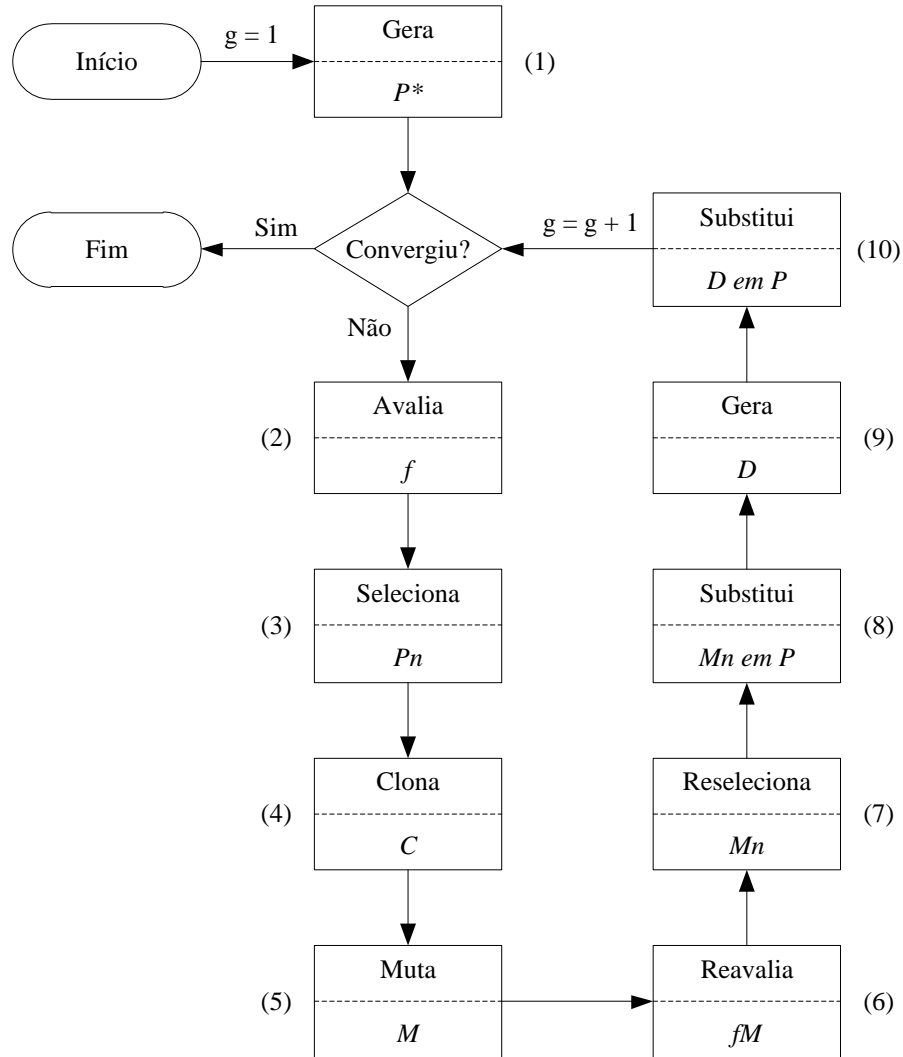 g = 1
Início
Gera
(1)
P*
Sim
Fim
Convergiu?
Não
g = g + 1
Substitui
(10)
D em P
Avalia
(2)
f
Gera
(9)
D
Seleciona
(3)
Pn
Substitui
(8)
Mn em P
Clona
(4)
C
Reseleciona
(7)
Mn
Muta
(5)
M
Reavalia
(6)
fM